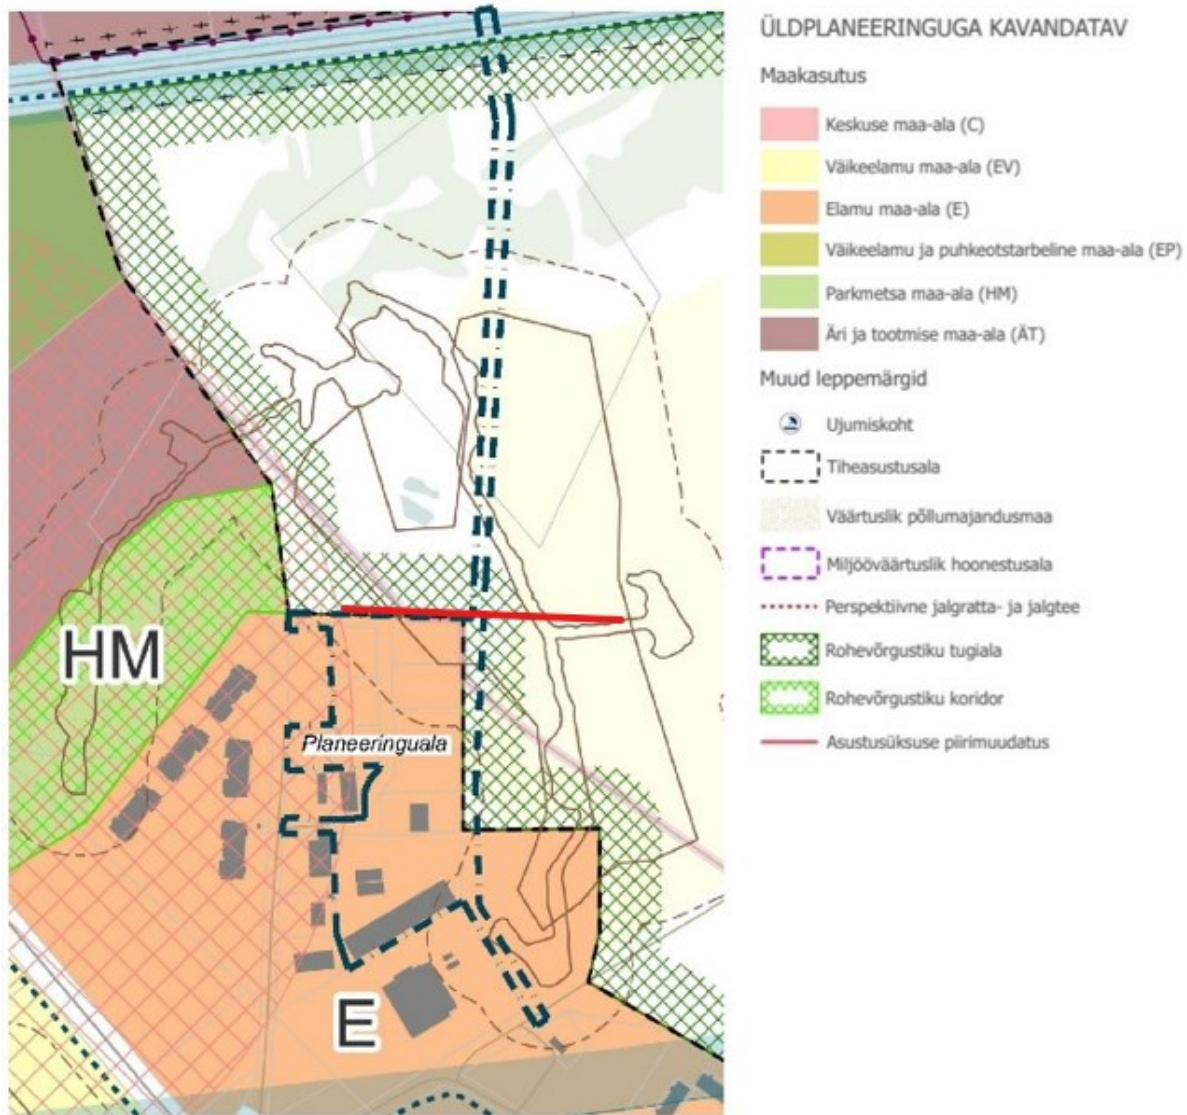 ÜLDPLANEERINGUGA KAVANDATAV
Maakasutus
Keskuse maa-ala (C)
Väikeelamu maa-ala (EV)
Elamu maa-ala (E)
Väikeelamu ja puhkeotstarbeline maa-ala (EP)
Parkmetsa maa-ala (HM)
Äri ja tootmise maa-ala (ÄT)
Muud leppemärgid
Ujumiskoht
Tiheasustusala
Väärtuslik põllumajandusmaa
Miljööväärtuslik hoonestusala
Perspektiivne jalgratta- ja jalgtee
Rohevõrgustiku tugiala
Rohevõrgustiku koridor
Asustusüksuse piirimuudatus
HM
Planeeringuala
E